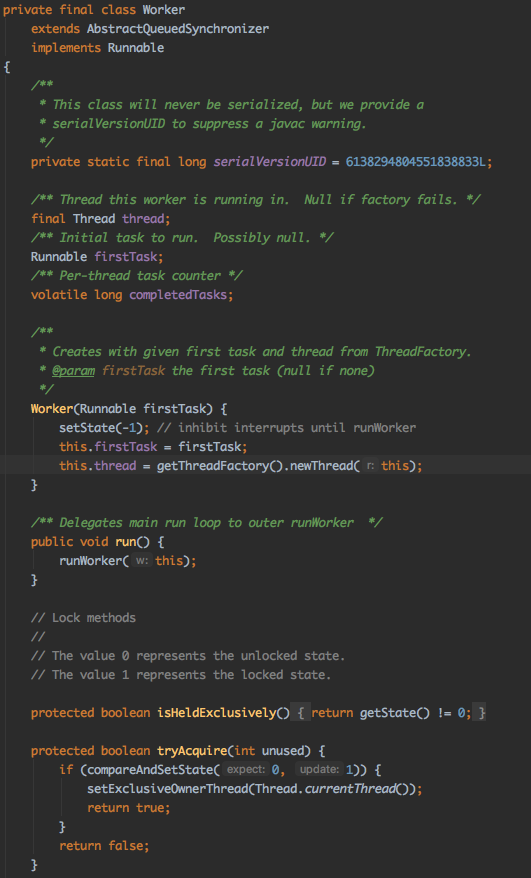 private final class Worker
    extends AbstractQueuedSynchronizer
    implements Runnable
{
    /**
     * This class will never be serialized, but we provide a
     * serialVersionUID to suppress a javac warning.
     */
    private static final long serialVersionUID = 6138294804551838833L;

    /** Thread this worker is running in.  Null if factory fails. */
    final Thread thread;
    /** Initial task to run.  Possibly null. */
    Runnable firstTask;
    /** Per-thread task counter */
    volatile long completedTasks;

    /**
     * Creates with given first task and thread from ThreadFactory.
     * @param firstTask the first task (null if none)
     */
    Worker(Runnable firstTask) {
        setState(-1); // inhibit interrupts until runWorker
        this.firstTask = firstTask;
        this.thread = getThreadFactory().newThread( r: this);
    }

    /** Delegates main run loop to outer runWorker  */
    public void run() {
        runWorker( w: this);
    }

    // Lock methods
    //
    // The value 0 represents the unlocked state.
    // The value 1 represents the locked state.

    protected boolean isHeldExclusively() { return getState() != 0; }

    protected boolean tryAcquire(int unused) {
        if (compareAndSetState( expect: 0, update: 1)) {
            setExclusiveOwnerThread(Thread.currentThread());
            return true;
        }
        return false;
    }